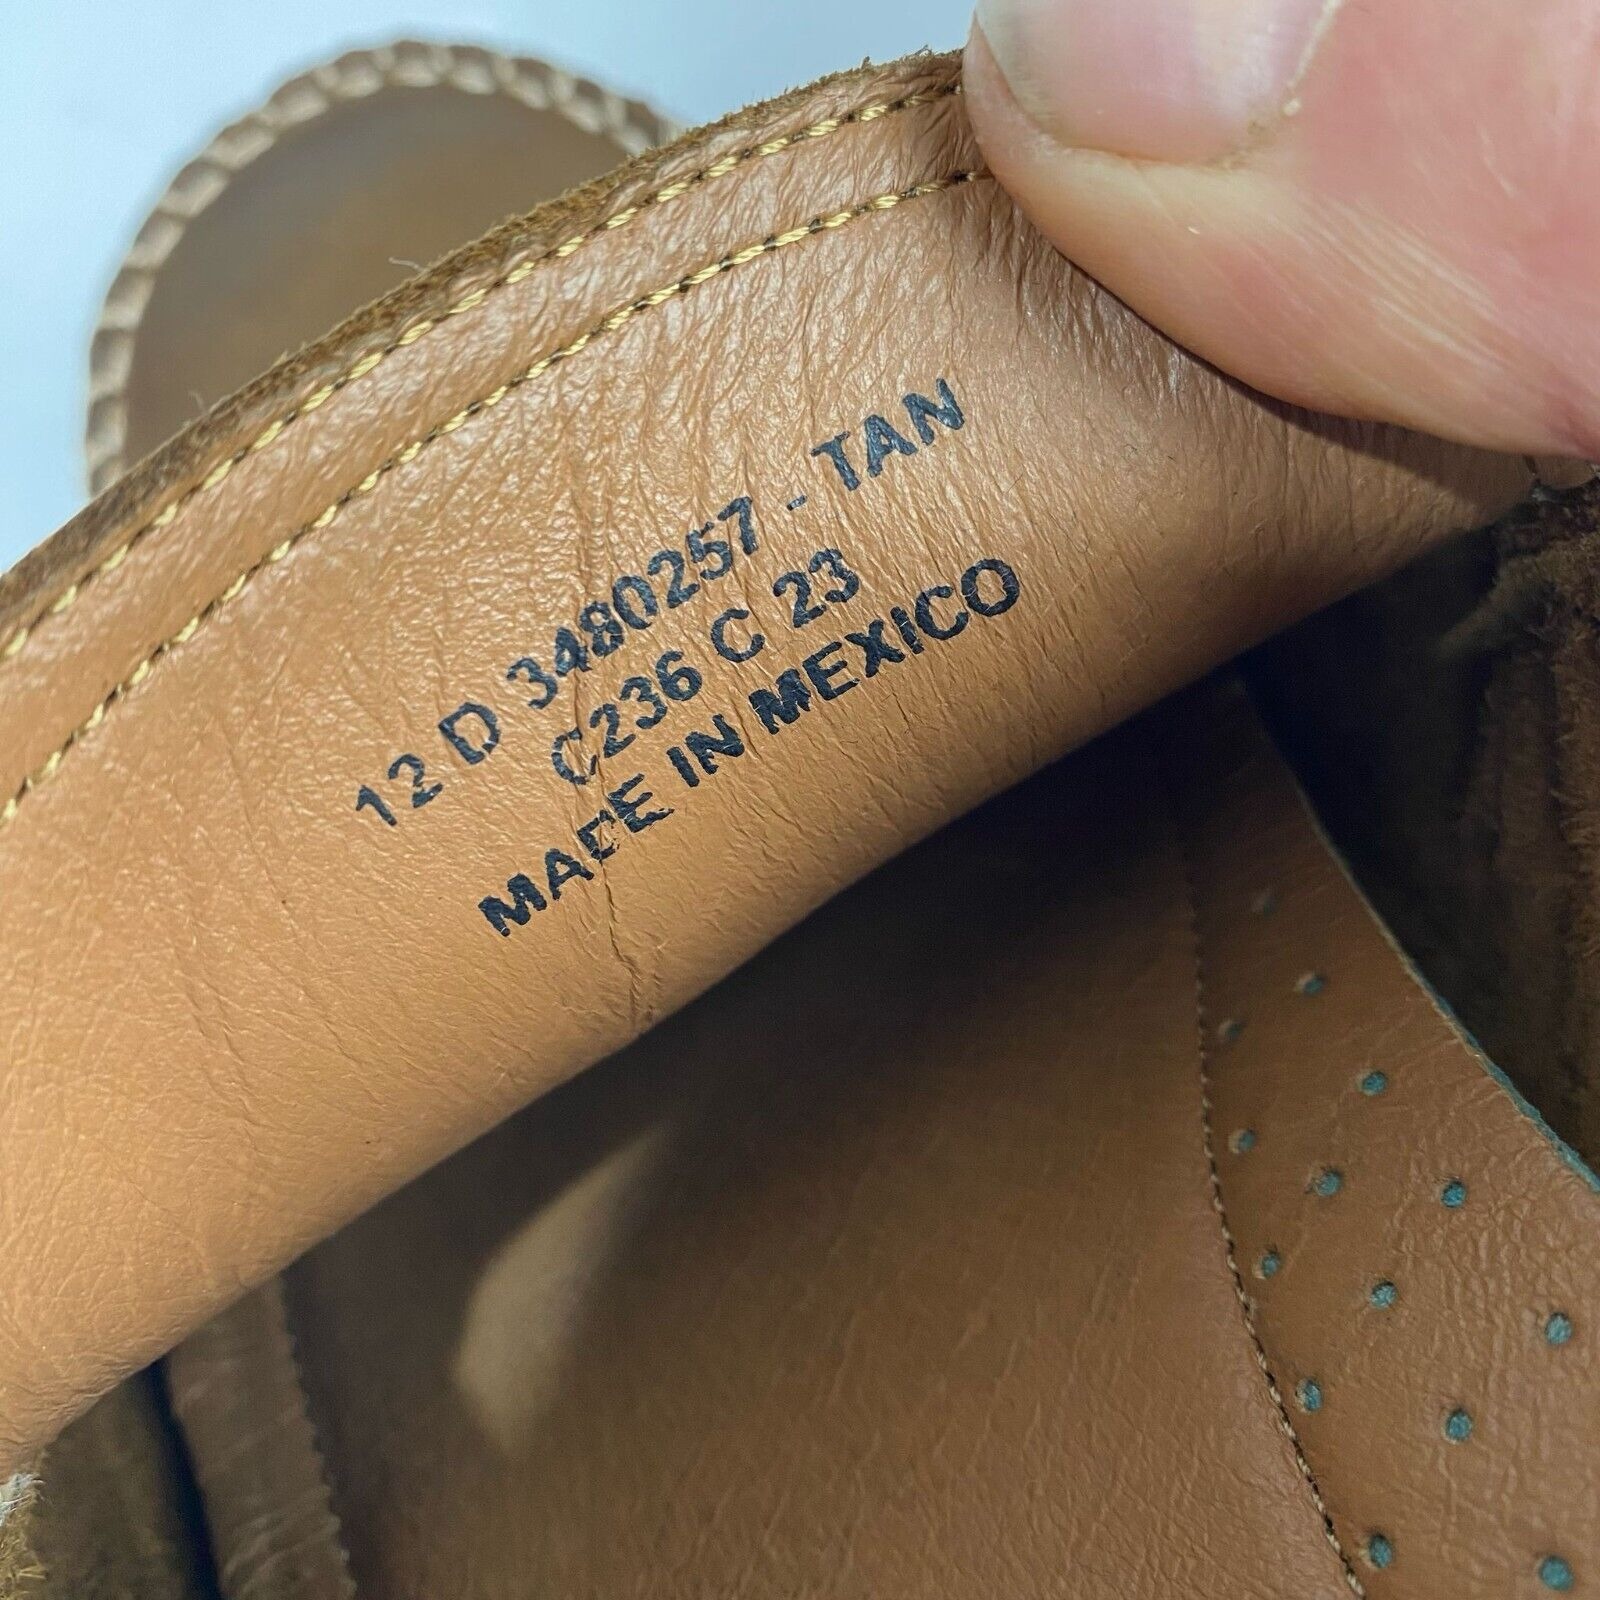 12 D 3480257 - TAN
C236 C 23
MADE IN MEXICO